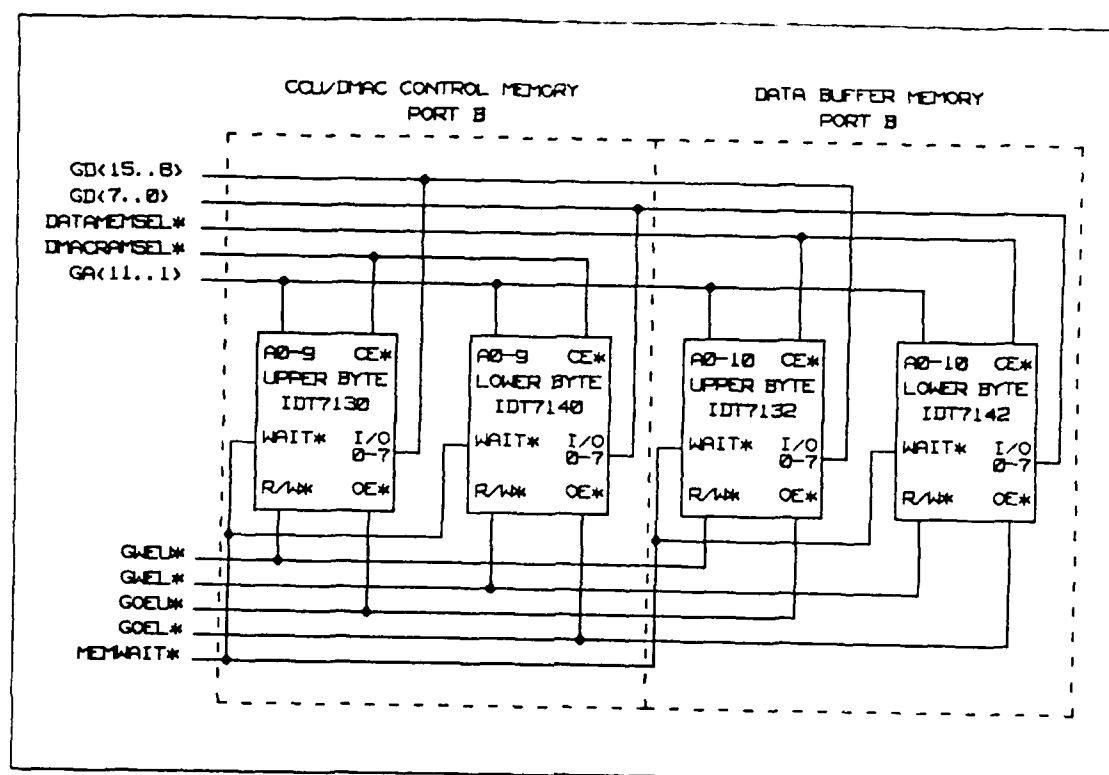 CCU/DMAC CONTROL MEMORY
PORT B
DATA BUFFER MEMORY
PORT B
GD<15..8>
GD<7..0>
DATAMEMSEL*
DMACRAMSEL*
GA<11..1>
A0-9 CE*
UPPER BYTE
IDT7130
WAIT* I/O
0-7
R/W* OE*
A0-9 CE*
LOWER BYTE
IDT7140
WAIT* I/O
0-7
R/W* OE*
A0-10 CE*
UPPER BYTE
IDT7132
WAIT* I/O
0-7
R/W* OE*
A0-10 CE*
LOWER BYTE
IDT7142
WAIT* I/O
0-7
R/W* OE*
GWEU*
GWEL*
GOEU*
GOEL*
MEMWAIT*